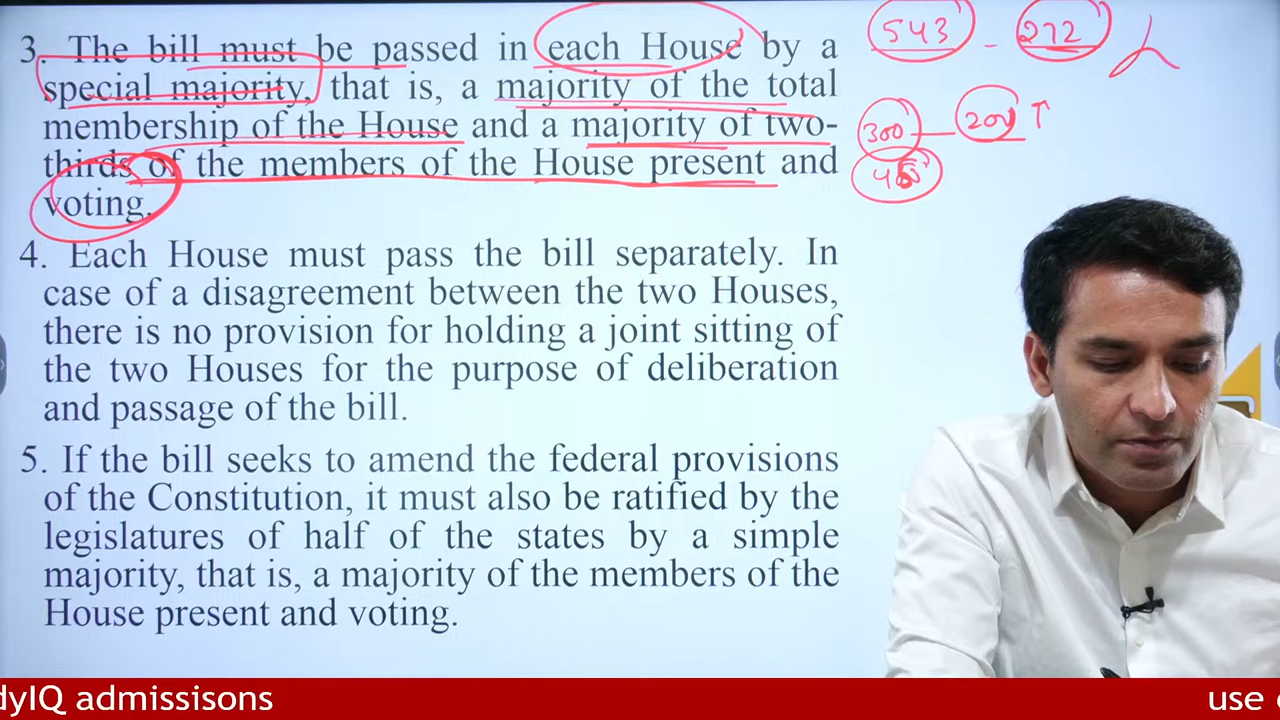 3. The bill must be passed in each House by a
special majority, that is, a majority of the total
membership of the House and a majority of two-
thirds of the members of the House present and
voting.
543 - 272
300 — 200 ↑
4. Each House must pass the bill separately. In
case of a disagreement between the two Houses,
there is no provision for holding a joint sitting of
the two Houses for the purpose of deliberation
and passage of the bill.
5. If the bill seeks to amend the federal provisions
of the Constitution, it must also be ratified by the
legislatures of half of the states by a simple
majority, that is, a majority of the members of the
House present and voting.
dyIQ admissisons
use